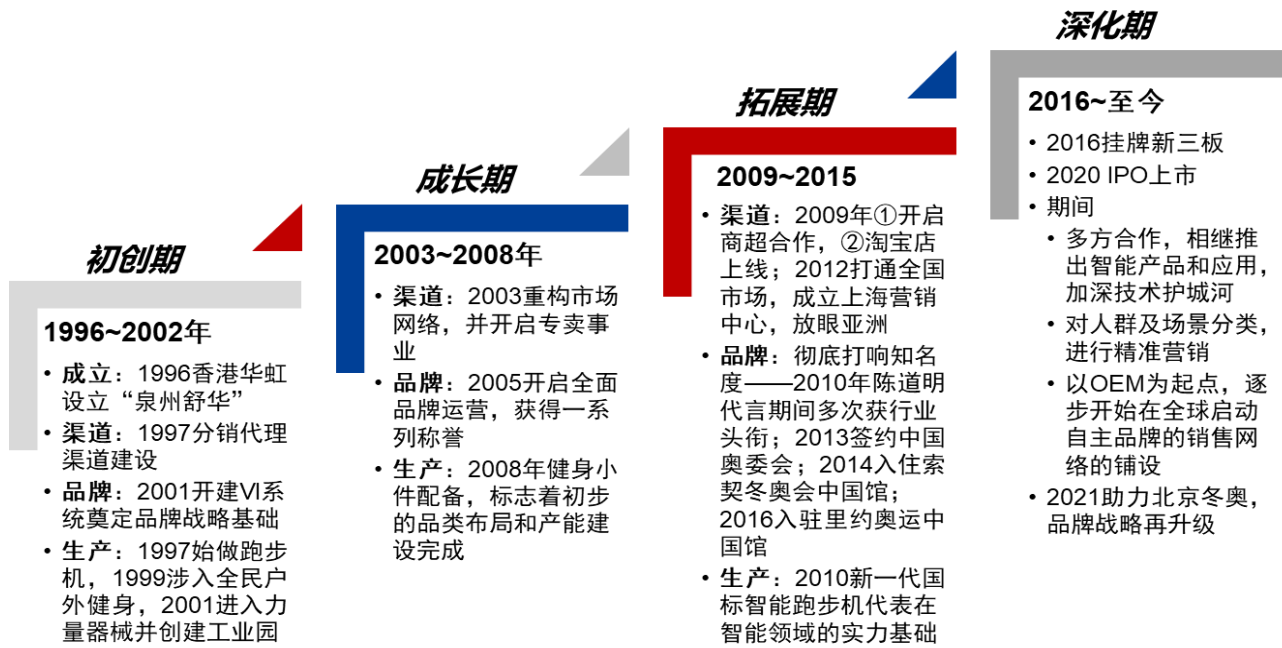 初创期
1996~2002年
• 成立：1996香港华虹
设立“泉州舒华”
• 渠道：1997分销代理
渠道建设
• 品牌：2001开建VI系
统奠定品牌战略基础
• 生产：1997始做跑步
机，1999涉入全民户
外健身，2001进入力
量器械并创建工业园
成长期
2003~2008年
• 渠道：2003重构市场
网络，并开启专卖事
业
• 品牌：2005开启全面
品牌运营，获得一系
列称誉
• 生产：2008年健身小
件配备，标志着初步
的品类布局和产能建
设完成
拓展期
2009~2015
• 渠道：2009年①开启
商超合作，②淘宝店
上线；2012打通全国
市场，成立上海营销
中心，放眼亚洲
• 品牌：彻底打响知名
度——2010年陈道明
代言期间多次获行业
头衔；2013签约中国
奥委会；2014入住索
契冬奥会中国馆；
2016入驻里约奥运中
国馆
• 生产：2010新一代国
标智能跑步机代表在
智能领域的实力基础
深化期
2016~至今
• 2016挂牌新三板
• 2020 IPO上市
• 期间
• 多方合作，相继推
出智能产品和应用，
加深技术护城河
• 对人群及场景分类，
进行精准营销
• 以OEM为起点，逐
步开始在全球启动
自主品牌的销售网
络的铺设
• 2021助力北京冬奥，
品牌战略再升级